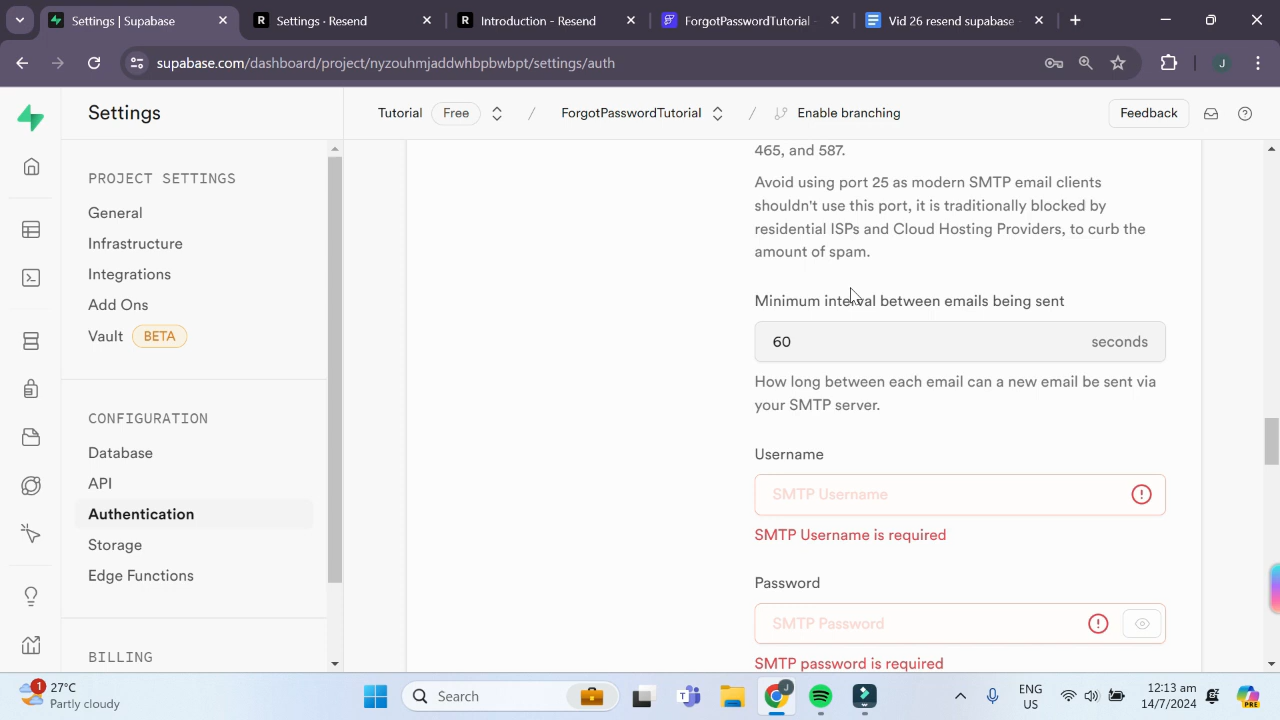 Settings - Resend
Introduction - Resend
ForgotPasswordTutorial -
Vid 26 resend supabase
supabase.com/dashboard/project/nyzouhmjaddwhbpbwbpt/settings/auth
J
Settings
Tutorial Free / ForgotPasswordTutorial / Enable branching
Feedback
PROJECT SETTINGS
General
Infrastructure
Integrations
Add Ons
Vault BETA
CONFIGURATION
Database
API
Authentication
Storage
Edge Functions
BILLING
465, and 587.
Avoid using port 25 as modern SMTP email clients
shouldn't use this port, it is traditionally blocked by
residential ISPs and Cloud Hosting Providers, to curb the
amount of spam.
Minimum interval between emails being sent
60 seconds
How long between each email can a new email be sent via
your SMTP server.
Username
SMTP Username
SMTP Username is required
Password
SMTP Password
SMTP password is required
1
27°C
Partly cloudy
Search
ENG
US
12:13 am
14/7/2024
PRE